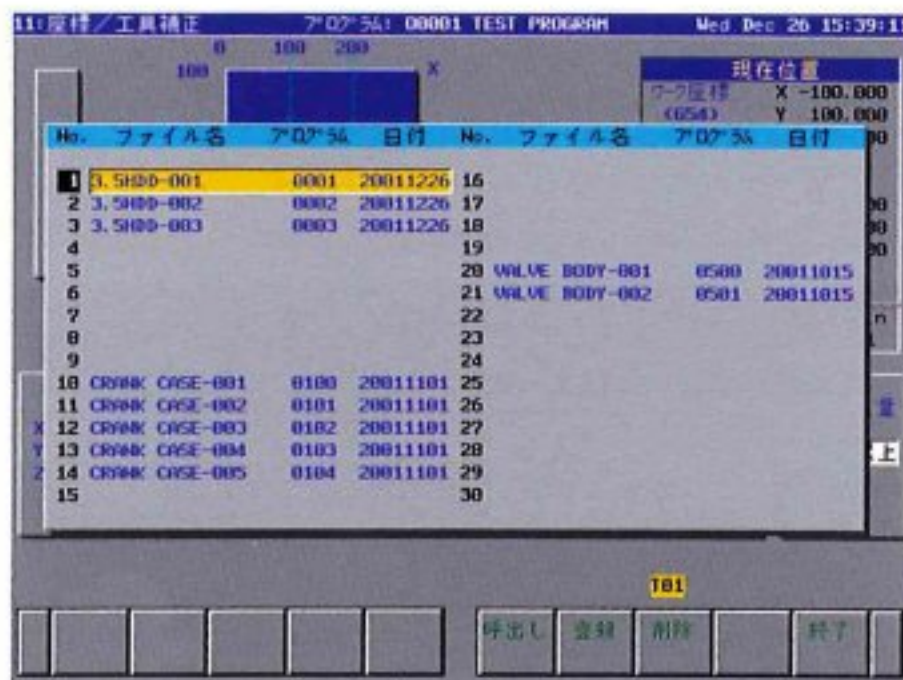 11:座標/工具補正 プログラム: O0001 TEST PROGRAM Wed Dec 26 15:39:1
0 100 200
100 X
現在位置
ワーク座標 X -100.000
(G54) Y 100.000
No. ファイル名 プログラム 日付 No. ファイル名 プログラム 日付
1 3.5HDD-001 0001 20011226 16
2 3.5HDD-002 0002 20011226 17
3 3.5HDD-003 0003 20011226 18
4 19
5 20 VALVE BODY-001 0500 20011015
6 21 VALVE BODY-002 0501 20011015
7 22
8 23
9 24
10 CRANK CASE-001 0100 20011101 25
11 CRANK CASE-002 0101 20011101 26
12 CRANK CASE-003 0102 20011101 27
13 CRANK CASE-004 0103 20011101 28
14 CRANK CASE-005 0104 20011101 29
15 30
X
Y
Z
量
上
T01
呼出し 登録 削除 終了